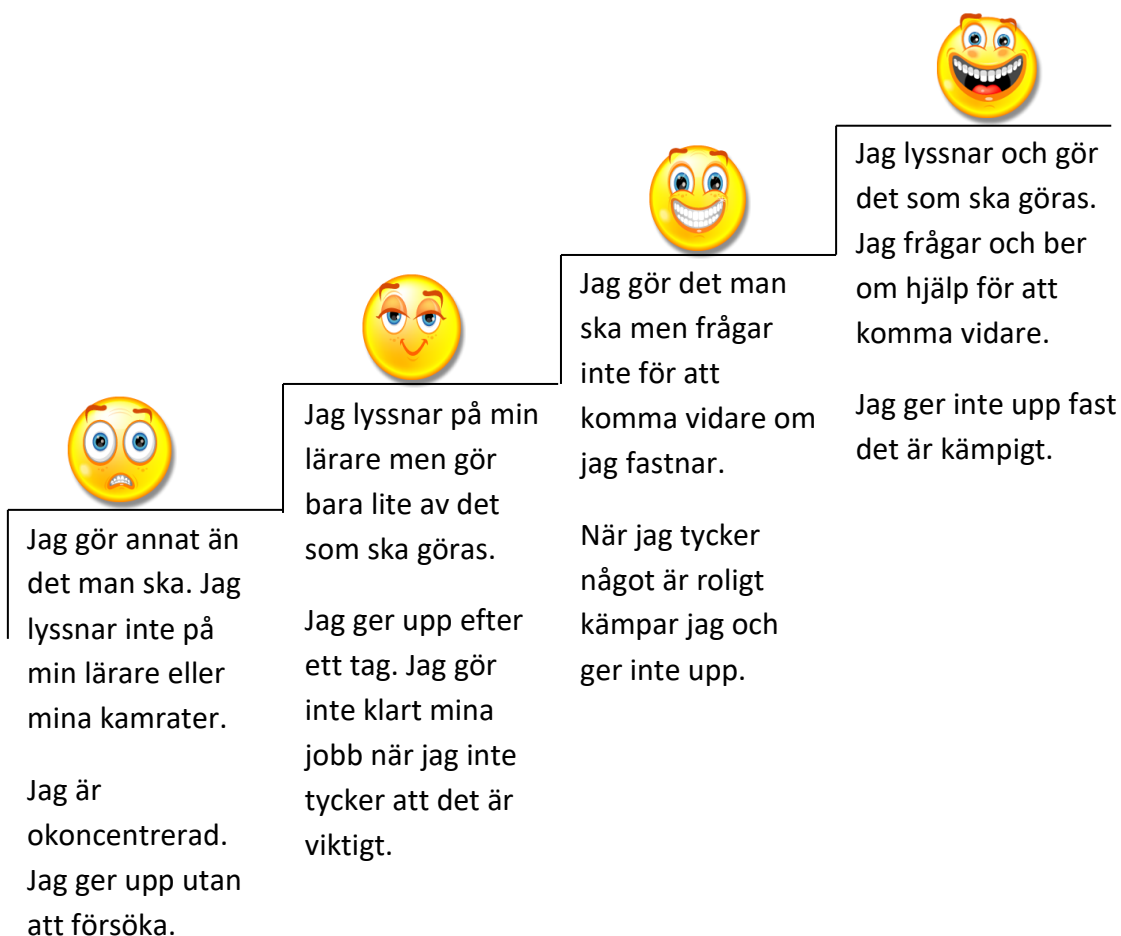 Jag gör annat än
det man ska. Jag
lyssnar inte på
min lärare eller
mina kamrater.
Jag är
okoncentrerad.
Jag ger upp utan
att försöka.
Jag lyssnar på min
lärare men gör
bara lite av det
som ska göras.
Jag ger upp efter
ett tag. Jag gör
inte klart mina
jobb när jag inte
tycker att det är
viktigt.
Jag gör det man
ska men frågar
inte för att
komma vidare om
jag fastnar.
När jag tycker
något är roligt
kämpar jag och
ger inte upp.
Jag lyssnar och gör
det som ska göras.
Jag frågar och ber
om hjälp för att
komma vidare.
Jag ger inte upp fast
det är kämpigt.